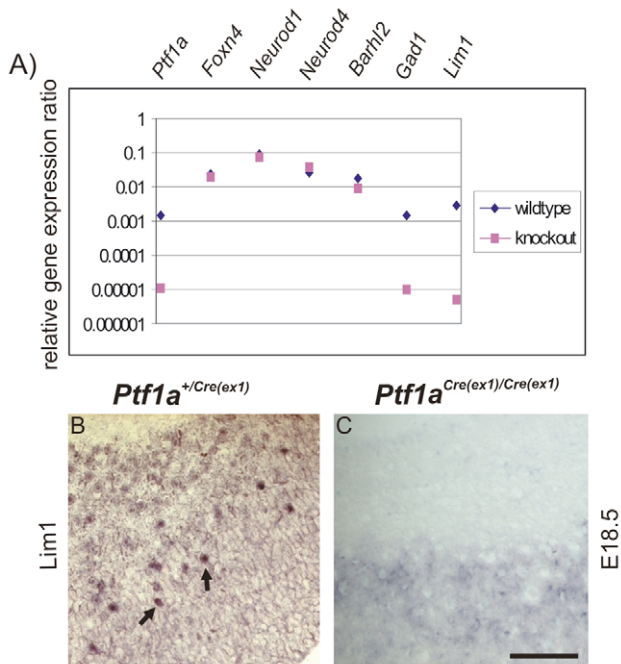 A)
Ptf1a Foxn4 Neurod1 Neurod4 Barhl2 Gad1 Lim1
relative gene expression ratio
1
0.1
0.01
0.001
0.0001
0.00001
0.000001
wildtype
knockout
Ptf1a+/Cre(ex1)
Ptf1aCre(ex1)/Cre(ex1)
B
C
Lim1
E18.5